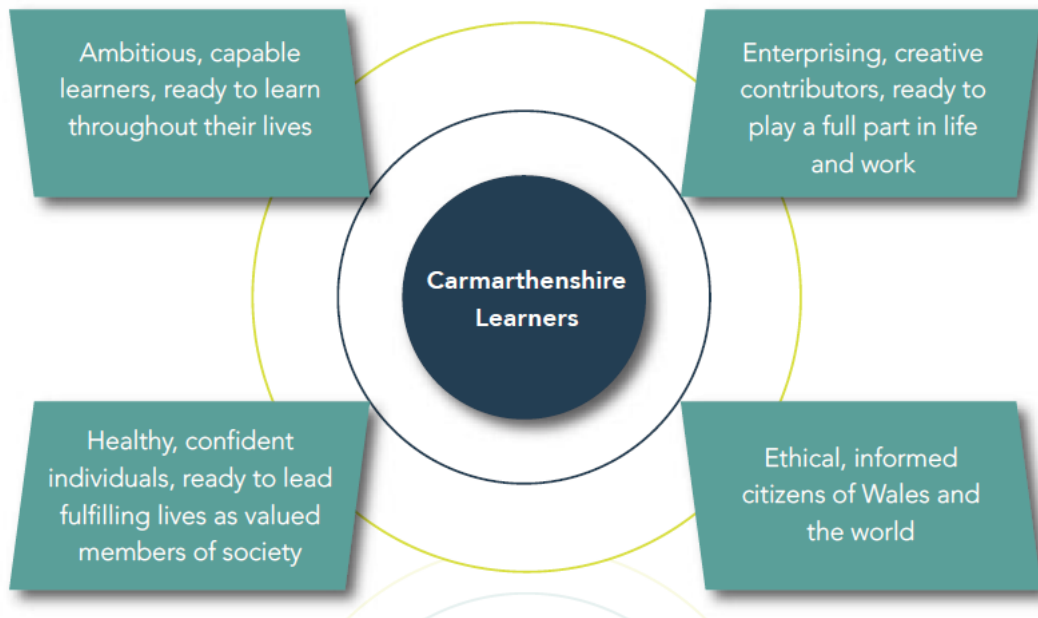 Ambitious, capable
learners, ready to learn
throughout their lives
Enterprising, creative
contributors, ready to
play a full part in life
and work
Carmarthenshire
Learners
Healthy, confident
individuals, ready to lead
fulfilling lives as valued
members of society
Ethical, informed
citizens of Wales and
the world